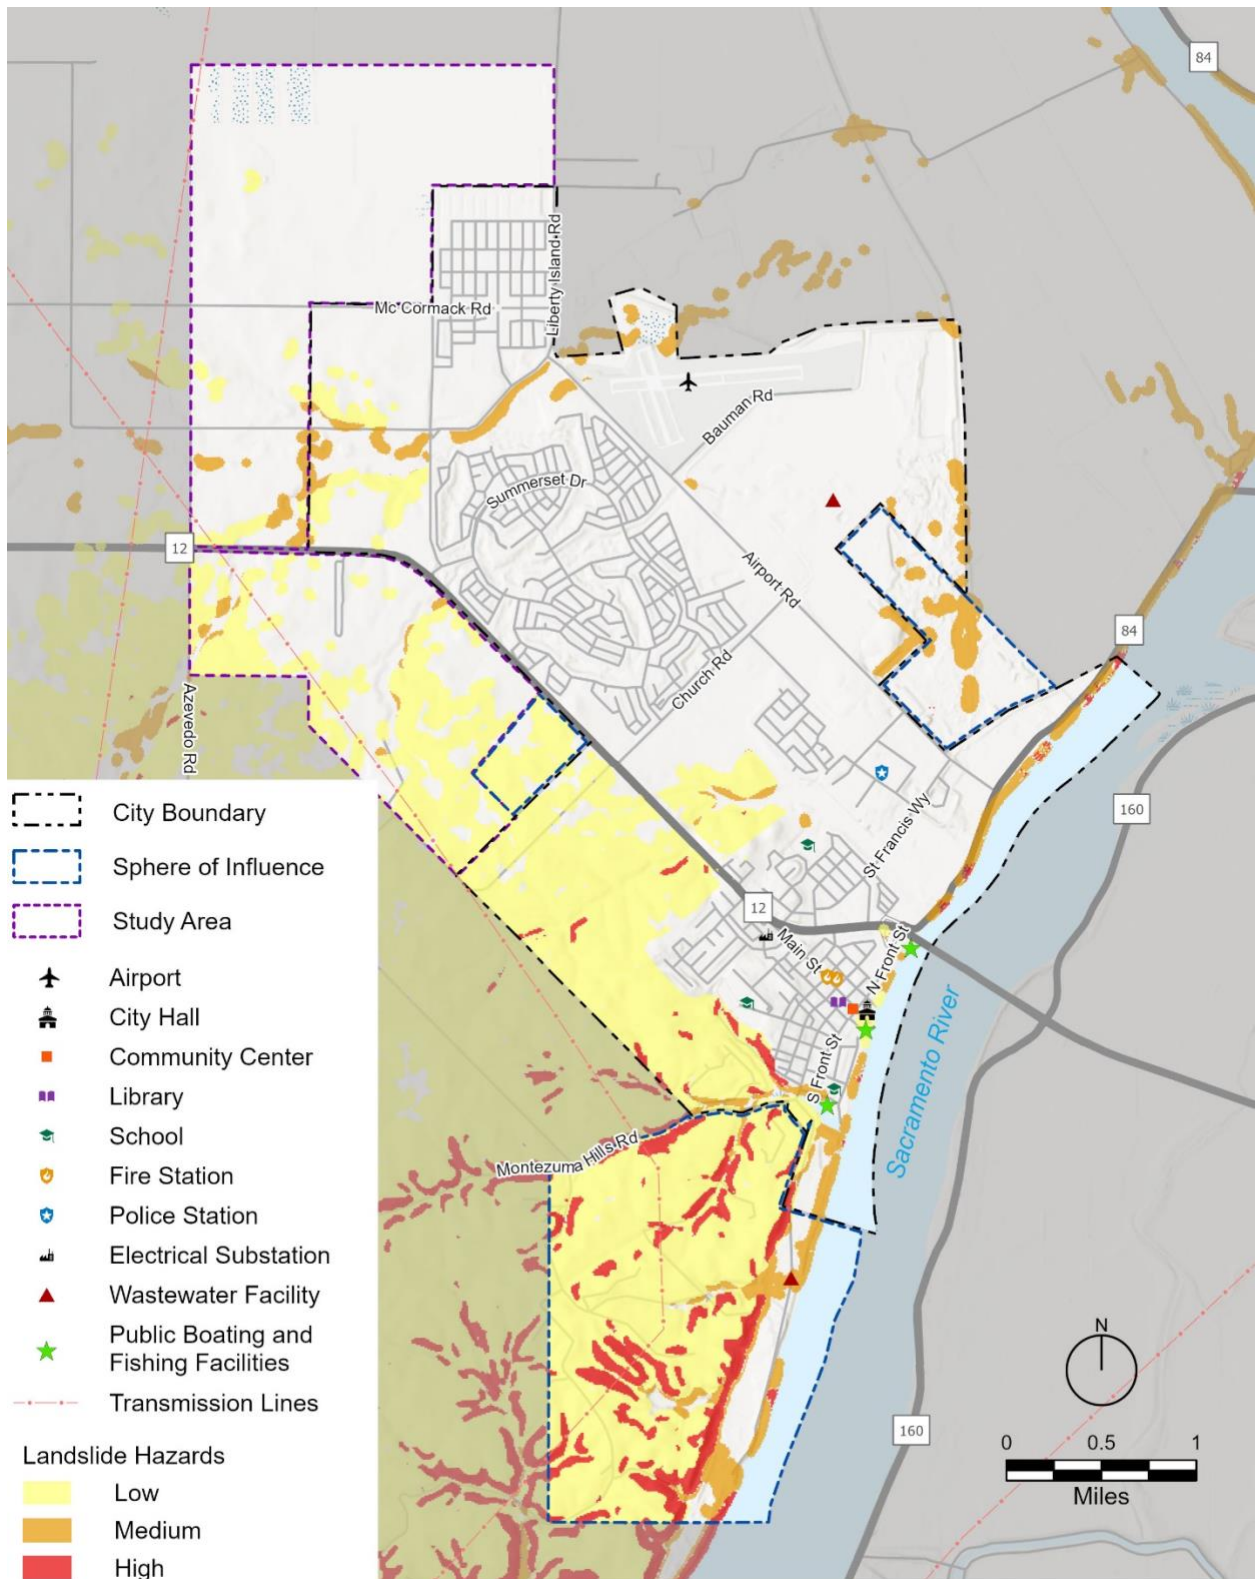 84
Liberty Island Rd
Mc Cormack Rd
Bauman Rd
Summerset Dr
12
Airport Rd
84
Church Rd
Azevedo Rd
160
St Francis Wy
12
Main St
N Front St
Sacramento River
S Front St
Montezuma Hills Rd
City Boundary
Sphere of Influence
Study Area
Airport
City Hall
Community Center
Library
School
Fire Station
Police Station
Electrical Substation
Wastewater Facility
Public Boating and
Fishing Facilities
Transmission Lines
Landslide Hazards
Low
Medium
High
N
160
0 0.5 1
Miles